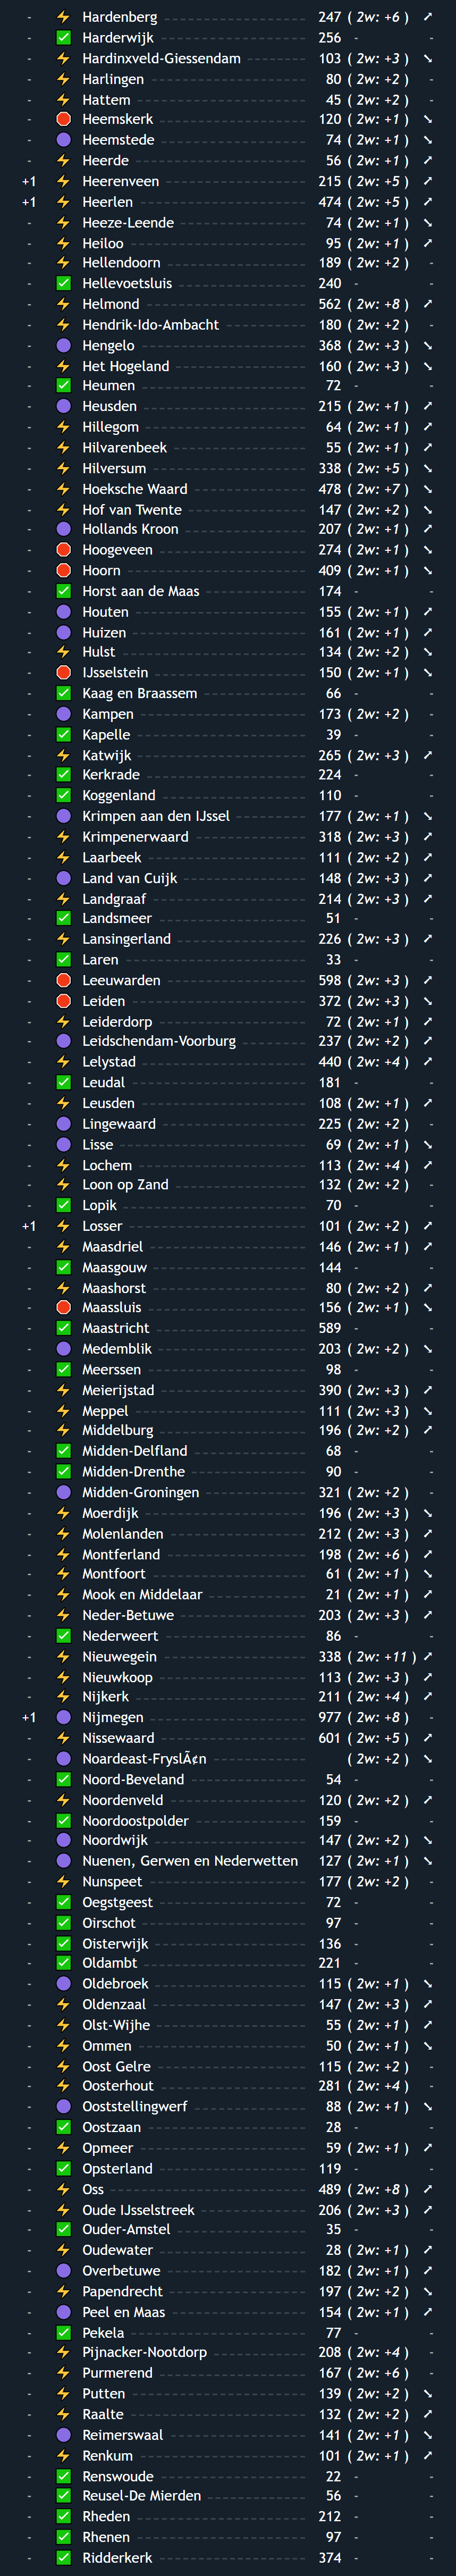 - ⚡ Hardenberg 247 ( 2w: +6 ) ➚
- ✅ Harderwijk 256 - -
- ⚡ Hardinxveld-Giessendam 103 ( 2w: +3 ) ➘
- ⚡ Harlingen 80 ( 2w: +2 ) -
- ⚡ Hattem 45 ( 2w: +2 ) -
- 🛑 Heemskerk 120 ( 2w: +1 ) ➘
- 🟣 Heemstede 74 ( 2w: +1 ) ➘
- ⚡ Heerde 56 ( 2w: +1 ) ➚
+1 ⚡ Heerenveen 215 ( 2w: +5 ) ➚
+1 ⚡ Heerlen 474 ( 2w: +5 ) ➚
- ⚡ Heeze-Leende 74 ( 2w: +1 ) ➘
- ⚡ Heiloo 95 ( 2w: +1 ) ➚
- ⚡ Hellendoorn 189 ( 2w: +2 ) -
- ✅ Hellevoetsluis 240 - -
- ⚡ Helmond 562 ( 2w: +8 ) ➚
- ⚡ Hendrik-Ido-Ambacht 180 ( 2w: +2 ) -
- 🟣 Hengelo 368 ( 2w: +3 ) ➘
- ⚡ Het Hogeland 160 ( 2w: +3 ) ➘
- ✅ Heumen 72 - -
- 🟣 Heusden 215 ( 2w: +1 ) ➚
- ⚡ Hillegom 64 ( 2w: +1 ) ➚
- ⚡ Hilvarenbeek 55 ( 2w: +1 ) ➚
- ⚡ Hilversum 338 ( 2w: +5 ) ➘
- ⚡ Hoeksche Waard 478 ( 2w: +7 ) ➘
- ⚡ Hof van Twente 147 ( 2w: +2 ) ➘
- 🟣 Hollands Kroon 207 ( 2w: +1 ) ➚
- 🛑 Hoogeveen 274 ( 2w: +1 ) ➘
- 🛑 Hoorn 409 ( 2w: +1 ) ➘
- ✅ Horst aan de Maas 174 - -
- 🟣 Houten 155 ( 2w: +1 ) ➚
- 🟣 Huizen 161 ( 2w: +1 ) ➚
- ⚡ Hulst 134 ( 2w: +2 ) ➘
- 🛑 IJsselstein 150 ( 2w: +1 ) ➘
- ✅ Kaag en Braassem 66 - -
- 🟣 Kampen 173 ( 2w: +2 ) -
- ✅ Kapelle 39 - -
- ⚡ Katwijk 265 ( 2w: +3 ) ➚
- ✅ Kerkrade 224 - -
- ✅ Koggenland 110 - -
- 🟣 Krimpen aan den IJssel 177 ( 2w: +1 ) ➘
- ⚡ Krimpenerwaard 318 ( 2w: +3 ) ➚
- ⚡ Laarbeek 111 ( 2w: +2 ) ➚
- 🟣 Land van Cuijk 148 ( 2w: +3 ) ➚
- ⚡ Landgraaf 214 ( 2w: +3 ) ➚
- ✅ Landsmeer 51 - -
- ⚡ Lansingerland 226 ( 2w: +3 ) ➚
- ✅ Laren 33 - -
- 🛑 Leeuwarden 598 ( 2w: +3 ) ➚
- 🛑 Leiden 372 ( 2w: +3 ) ➘
- ⚡ Leiderdorp 72 ( 2w: +1 ) ➚
- 🟣 Leidschendam-Voorburg 237 ( 2w: +2 ) ➚
- ⚡ Lelystad 440 ( 2w: +4 ) ➚
- ✅ Leudal 181 - -
- ⚡ Leusden 108 ( 2w: +1 ) ➚
- 🟣 Lingewaard 225 ( 2w: +2 ) -
- 🟣 Lisse 69 ( 2w: +1 ) ➘
- ⚡ Lochem 113 ( 2w: +4 ) ➚
- ⚡ Loon op Zand 132 ( 2w: +2 ) -
- ✅ Lopik 70 - -
+1 ⚡ Losser 101 ( 2w: +2 ) ➚
- ⚡ Maasdriel 146 ( 2w: +1 ) ➚
- ✅ Maasgouw 144 - -
- ⚡ Maashorst 80 ( 2w: +2 ) ➚
- 🛑 Maassluis 156 ( 2w: +1 ) ➘
- ✅ Maastricht 589 - -
- 🟣 Medemblik 203 ( 2w: +2 ) ➘
- ✅ Meerssen 98 - -
- ⚡ Meierijstad 390 ( 2w: +3 ) ➚
- ⚡ Meppel 111 ( 2w: +3 ) ➘
- ⚡ Middelburg 196 ( 2w: +2 ) ➚
- ✅ Midden-Delfland 68 - -
- ✅ Midden-Drenthe 90 - -
- 🟣 Midden-Groningen 321 ( 2w: +2 ) -
- ⚡ Moerdijk 196 ( 2w: +3 ) ➘
- ⚡ Molenlanden 212 ( 2w: +3 ) ➚
- ⚡ Montferland 198 ( 2w: +6 ) ➚
- ⚡ Montfoort 61 ( 2w: +1 ) ➘
- ⚡ Mook en Middelaar 21 ( 2w: +1 ) ➚
- ⚡ Neder-Betuwe 203 ( 2w: +3 ) ➚
- ✅ Nederweert 86 - -
- ⚡ Nieuwegein 338 ( 2w: +11 ) ➚
- ⚡ Nieuwkoop 113 ( 2w: +3 ) ➚
- ⚡ Nijkerk 211 ( 2w: +4 ) ➚
+1 🟣 Nijmegen 977 ( 2w: +8 ) -
- ⚡ Nissewaard 601 ( 2w: +5 ) ➚
- 🟣 Noardeast-FryslÃ¢n ( 2w: +2 ) ➘
- ✅ Noord-Beveland 54 - -
- ⚡ Noordenveld 120 ( 2w: +2 ) ➚
- ✅ Noordoostpolder 159 - -
- 🟣 Noordwijk 147 ( 2w: +2 ) ➘
- 🟣 Nuenen, Gerwen en Nederwetten 127 ( 2w: +1 ) ➘
- ⚡ Nunspeet 177 ( 2w: +2 ) -
- ✅ Oegstgeest 72 - -
- ✅ Oirschot 97 - -
- ✅ Oisterwijk 136 - -
- ✅ Oldambt 221 - -
- 🟣 Oldebroek 115 ( 2w: +1 ) ➘
- ⚡ Oldenzaal 147 ( 2w: +3 ) ➚
- ⚡ Olst-Wijhe 55 ( 2w: +1 ) ➚
- ⚡ Ommen 50 ( 2w: +1 ) ➘
- ⚡ Oost Gelre 115 ( 2w: +2 ) -
- ⚡ Oosterhout 281 ( 2w: +4 ) -
- 🟣 Ooststellingwerf 88 ( 2w: +1 ) ➘
- ✅ Oostzaan 28 - -
- ⚡ Opmeer 59 ( 2w: +1 ) ➚
- ✅ Opsterland 119 - -
- ⚡ Oss 489 ( 2w: +8 ) ➚
- ⚡ Oude IJsselstreek 206 ( 2w: +3 ) ➚
- ✅ Ouder-Amstel 35 - -
- ⚡ Oudewater 28 ( 2w: +1 ) ➚
- 🟣 Overbetuwe 182 ( 2w: +1 ) ➚
- ⚡ Papendrecht 197 ( 2w: +2 ) ➘
- 🟣 Peel en Maas 154 ( 2w: +1 ) ➚
- ✅ Pekela 77 - -
- ⚡ Pijnacker-Nootdorp 208 ( 2w: +4 ) -
- ⚡ Purmerend 167 ( 2w: +6 ) -
- ⚡ Putten 139 ( 2w: +2 ) ➘
- ⚡ Raalte 132 ( 2w: +2 ) ➚
- 🟣 Reimerswaal 141 ( 2w: +1 ) ➘
- ⚡ Renkum 101 ( 2w: +1 ) ➚
- ✅ Renswoude 22 - -
- ✅ Reusel-De Mierden 56 - -
- ✅ Rheden 212 - -
- ✅ Rhenen 97 - -
- ✅ Ridderkerk 374 - -